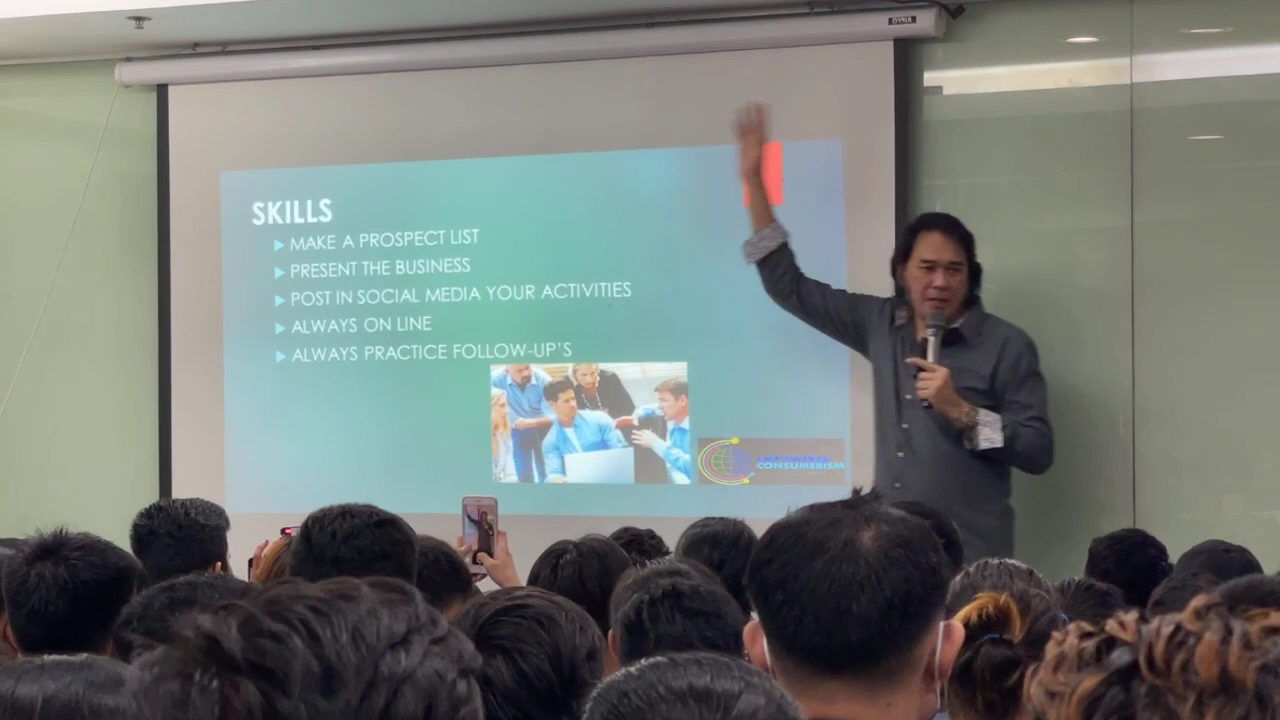 DYNA
SKILLS
MAKE A PROSPECT LIST
PRESENT THE BUSINESS
POST IN SOCIAL MEDIA YOUR ACTIVITIES
ALWAYS ON LINE
ALWAYS PRACTICE FOLLOW-UP'S
CONSUMERISM